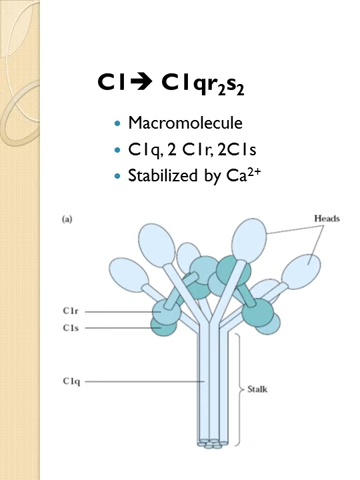 C1➔ C1qr₂s₂
• Macromolecule
• C1q, 2 C1r, 2C1s
• Stabilized by Ca²⁺
(a)
Heads
C1r
C1s
C1q
Stalk